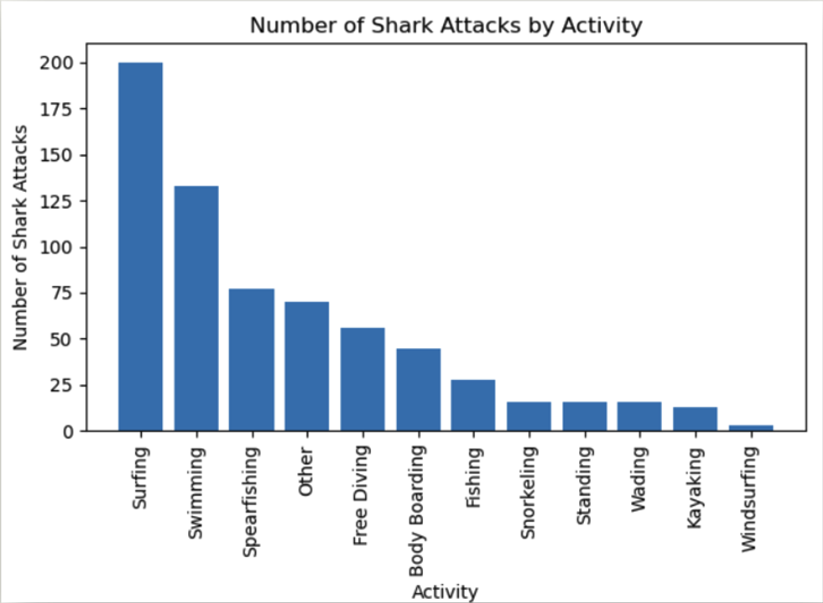 Number of Shark Attacks by Activity
Number of Shark Attacks
200
175
150
125
100
75
50
25
0
Surfing
Swimming
Spearfishing
Other
Free Diving
Body Boarding
Fishing
Snorkeling
Standing
Wading
Kayaking
Windsurfing
Activity